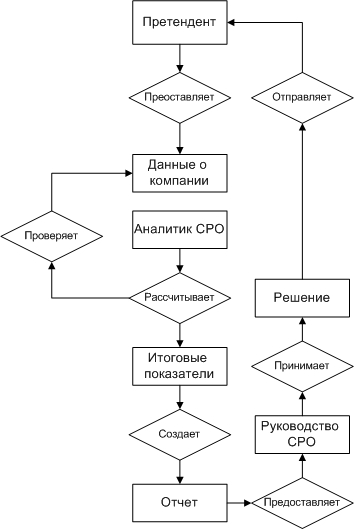 Претендент
Преоставляет
Отправляет
Данные о
компании
Проверяет
Аналитик СРО
Рассчитывает
Решение
Итоговые
показатели
Принимает
Создает
Руководство
СРО
Отчет
Предоставляет